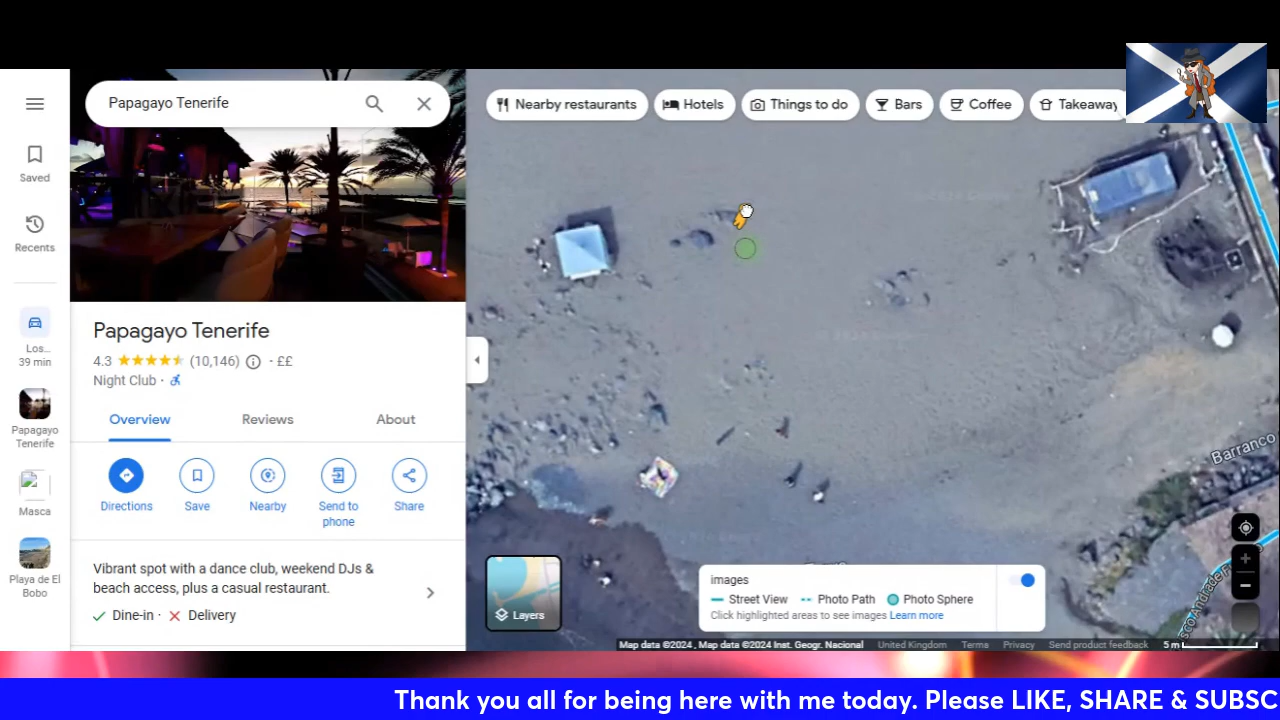 Papagayo Tenerife
Nearby restaurants
Hotels
Things to do
Bars
Coffee
Takeaway
Saved
Recents
Los...
39 min
Papagayo
Tenerife
Masca
Playa de El
Bobo
Papagayo Tenerife
4.3 (10,146) · ££
Night Club ·
Overview Reviews About
Directions Save Nearby Send to phone Share
Vibrant spot with a dance club, weekend DJs &
beach access, plus a casual restaurant.
Dine-in · Delivery
Barranco
Layers
images
Street View Photo Path Photo Sphere
Click highlighted areas to see images Learn more
Map data ©2024 , Map data ©2024 Inst. Geogr. Nacional United Kingdom Terms Privacy Send product feedback 5 m
Thank you all for being here with me today. Please LIKE, SHARE & SUBSC